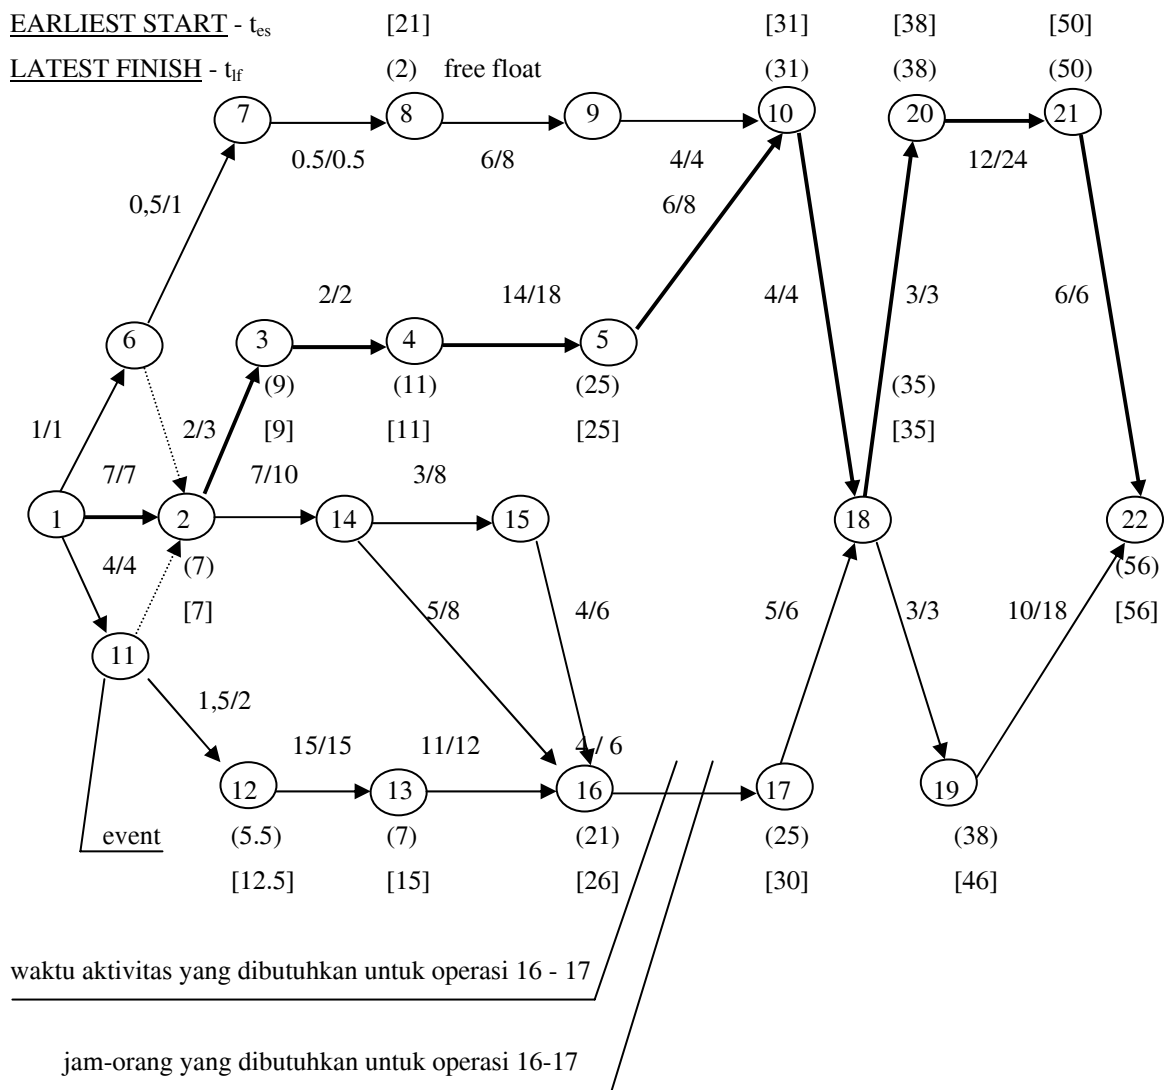 EARLIEST START - tes [21] [31] [38] [50]
LATEST FINISH - tlf (2) free float (31) (38) (50)
7 8 9 10 20 21
0.5/0.5 6/8 4/4 12/24
0,5/1 6/8
2/2 14/18 4/4 3/3 6/6
6 3 4 5
(9) (11) (25) (35)
1/1 2/3 [9] [11] [25] [35]
7/7 7/10 3/8
1 2 14 15 18 22
4/4 (7) (56)
[7] 5/8 4/6 5/6 3/3 10/18 [56]
11
1,5/2
15/15 11/12 4 / 6
12 13 16 17 19
event (5.5) (7) (21) (25) (38)
[12.5] [15] [26] [30] [46]
waktu aktivitas yang dibutuhkan untuk operasi 16 - 17
jam-orang yang dibutuhkan untuk operasi 16-17